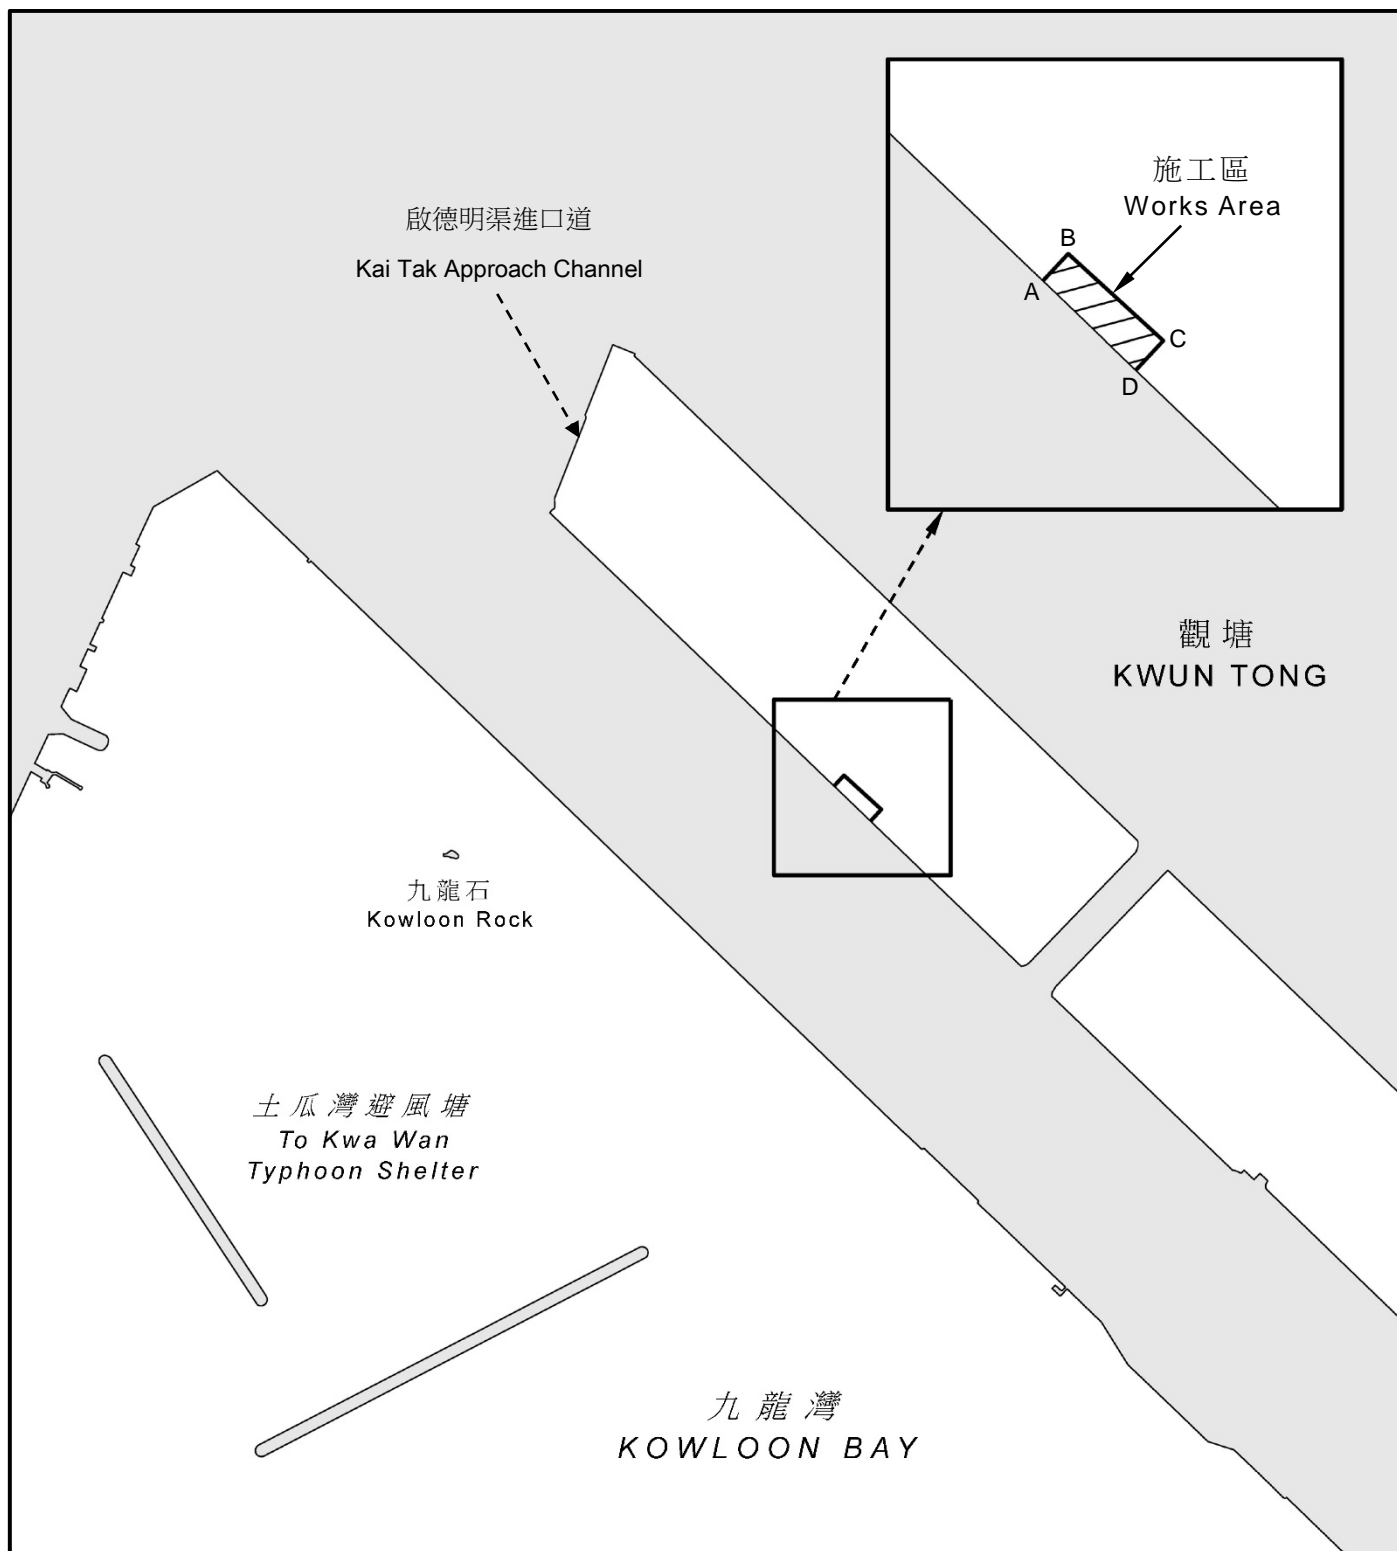 施工區
Works Area
B
A
C
D
啟德明渠進口道
Kai Tak Approach Channel
觀塘
KWUN TONG
九龍石
Kowloon Rock
土瓜灣避風塘
To Kwa Wan
Typhoon Shelter
九龍灣
KOWLOON BAY